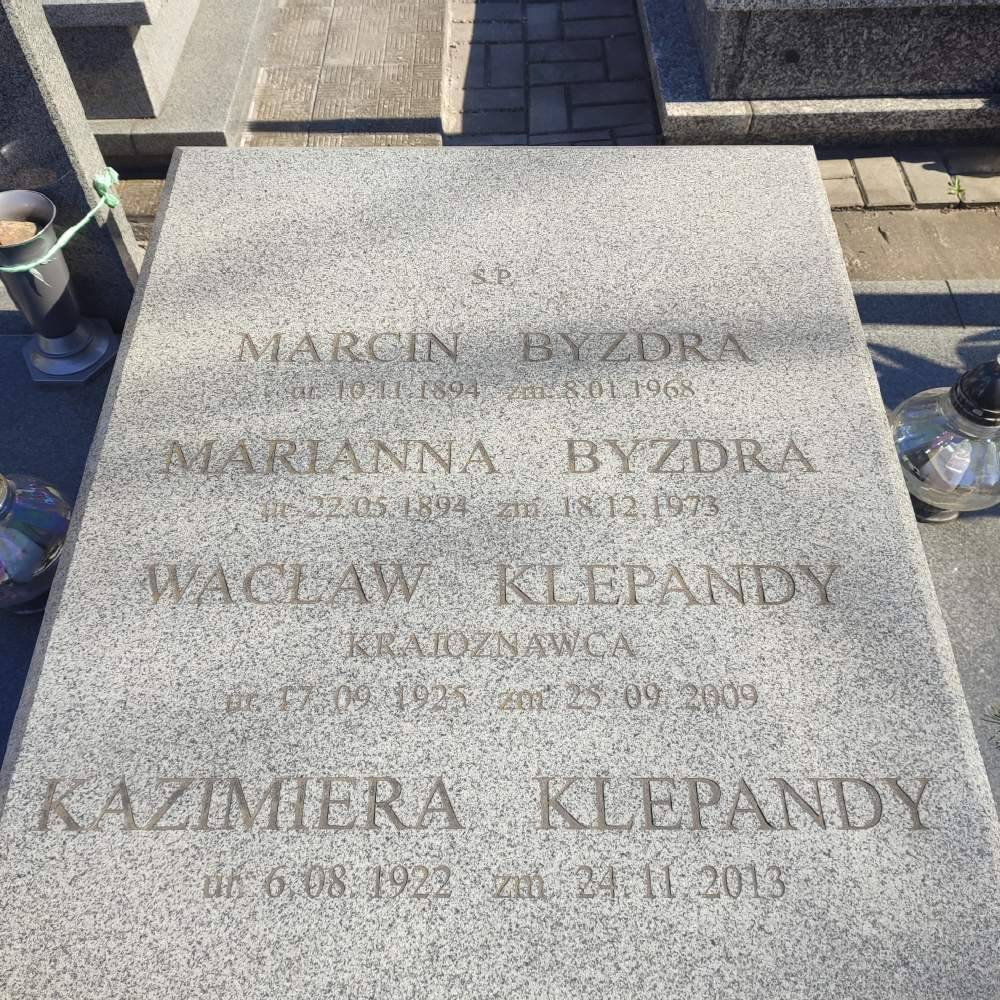 Ś.P.
MARCIN BYZDRA
ur. 10.11.1894 zm. 8.01.1968
MARIANNA BYZDRA
ur. 22.05.1894 zm. 18.12.1973
WACŁAW KLEPANDY
KRAJOZNAWCA
ur. 17.09.1925 zm. 25.09.2009
KAZIMIERA KLEPANDY
ur. 6.08.1922 zm. 24.11.2013